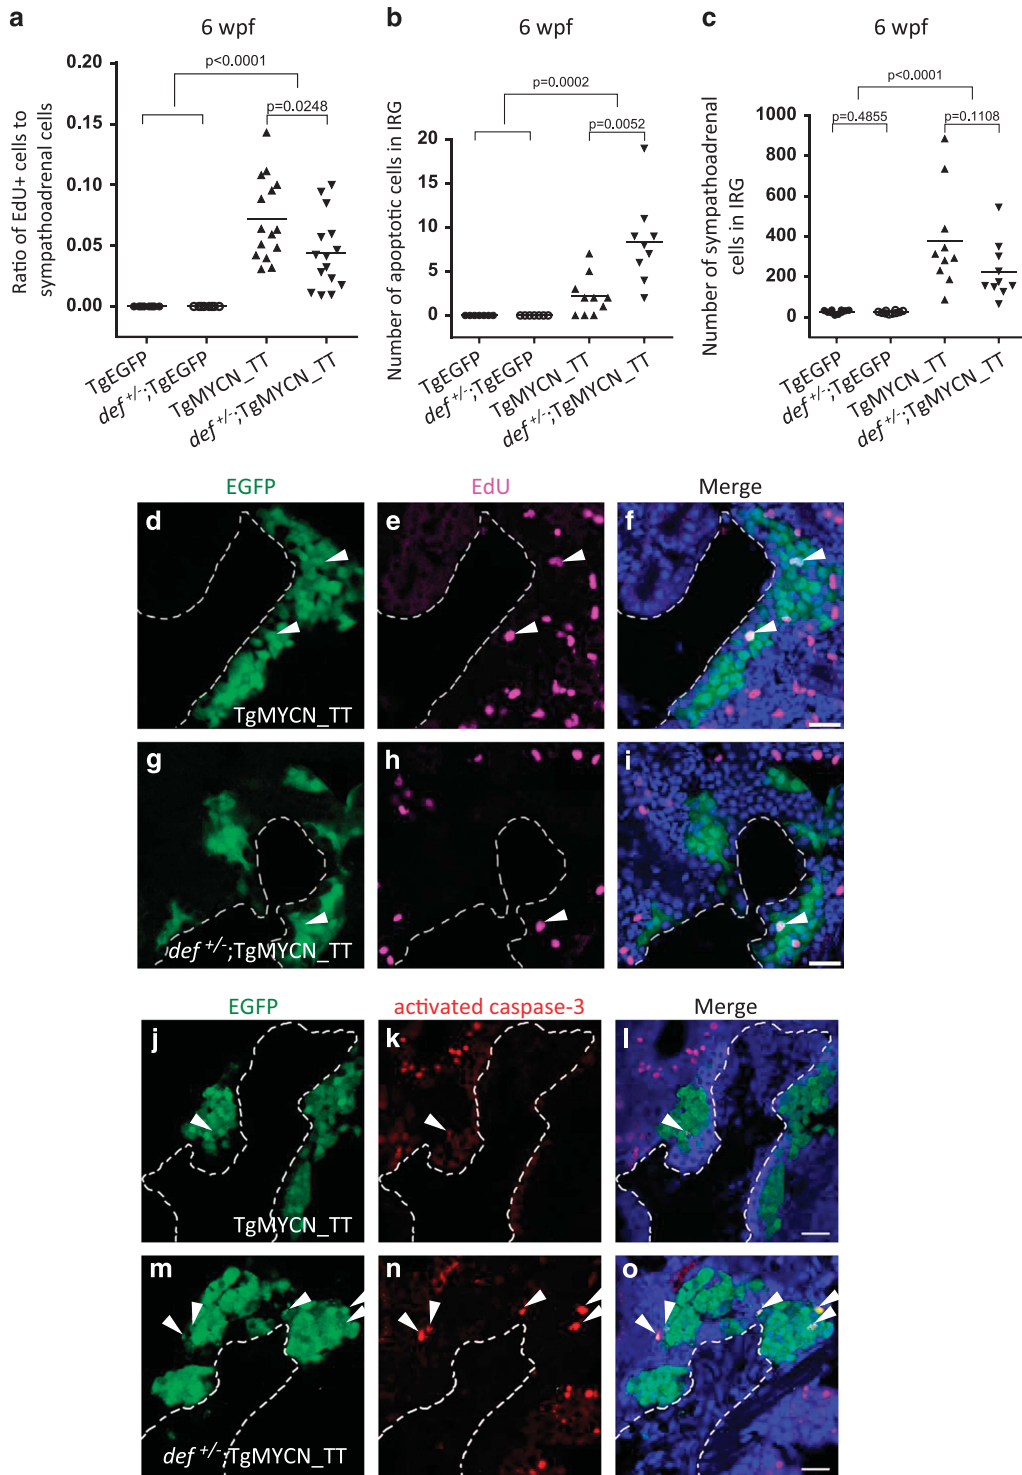 a
6 wpf
Ratio of EdU+ cells to
sympathoadrenal cells
0.20
0.15
0.10
0.05
0.00
p<0.0001
p=0.0248
TgEGFP
def+/-;TgEGFP
TgMYCN_TT
def+/-;TgMYCN_TT
b
6 wpf
Number of apoptotic cells in IRG
20
15
10
5
0
p=0.0002
p=0.0052
TgEGFP
def+/-;TgEGFP
TgMYCN_TT
def+/-;TgMYCN_TT
c
6 wpf
Number of sympathoadrenal
cells in IRG
1000
800
600
400
200
0
p<0.0001
p=0.4855
p=0.1108
TgEGFP
def+/-;TgEGFP
TgMYCN_TT
def+/-;TgMYCN_TT
EGFP
EdU
Merge
d
TgMYCN_TT
e
f
g
def+/-;TgMYCN_TT
h
i
EGFP
activated caspase-3
Merge
j
TgMYCN_TT
k
l
m
def+/-;TgMYCN_TT
n
o